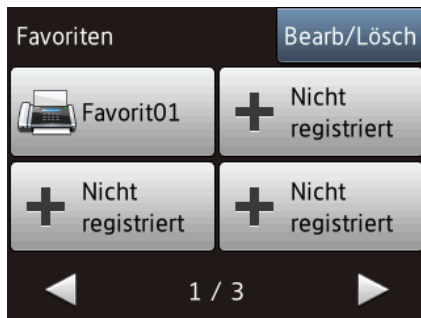 Favoriten
Bearb/Lösch
Favorit01
Nicht
registriert
Nicht
registriert
Nicht
registriert
1 / 3